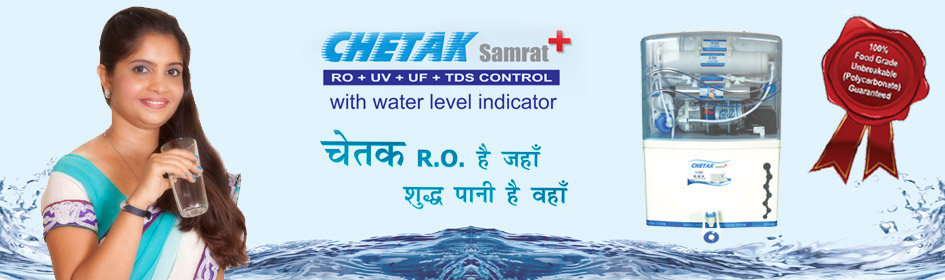 CHETAK Samrat+
RO + UV + UF + TDS CONTROL
with water level indicator
चेतक R.O. है जहाँ
शुद्ध पानी है वहाँ
CHETAK
100%
Food Grade
Unbreakable
(Polycarbonate)
Guaranteed